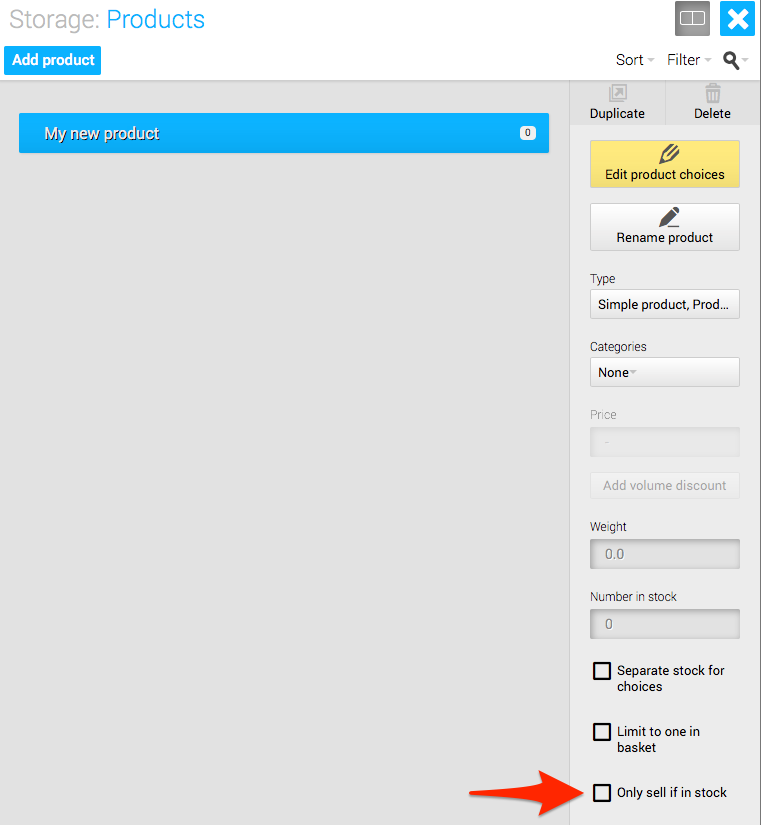 Storage: Products
Add product
Sort
Filter
My new product
0
Duplicate
Delete
Edit product choices
Rename product
Type
Simple product, Prod...
Categories
None
Price
-
Add volume discount
Weight
0.0
Number in stock
0
Separate stock for
choices
Limit to one in
basket
Only sell if in stock